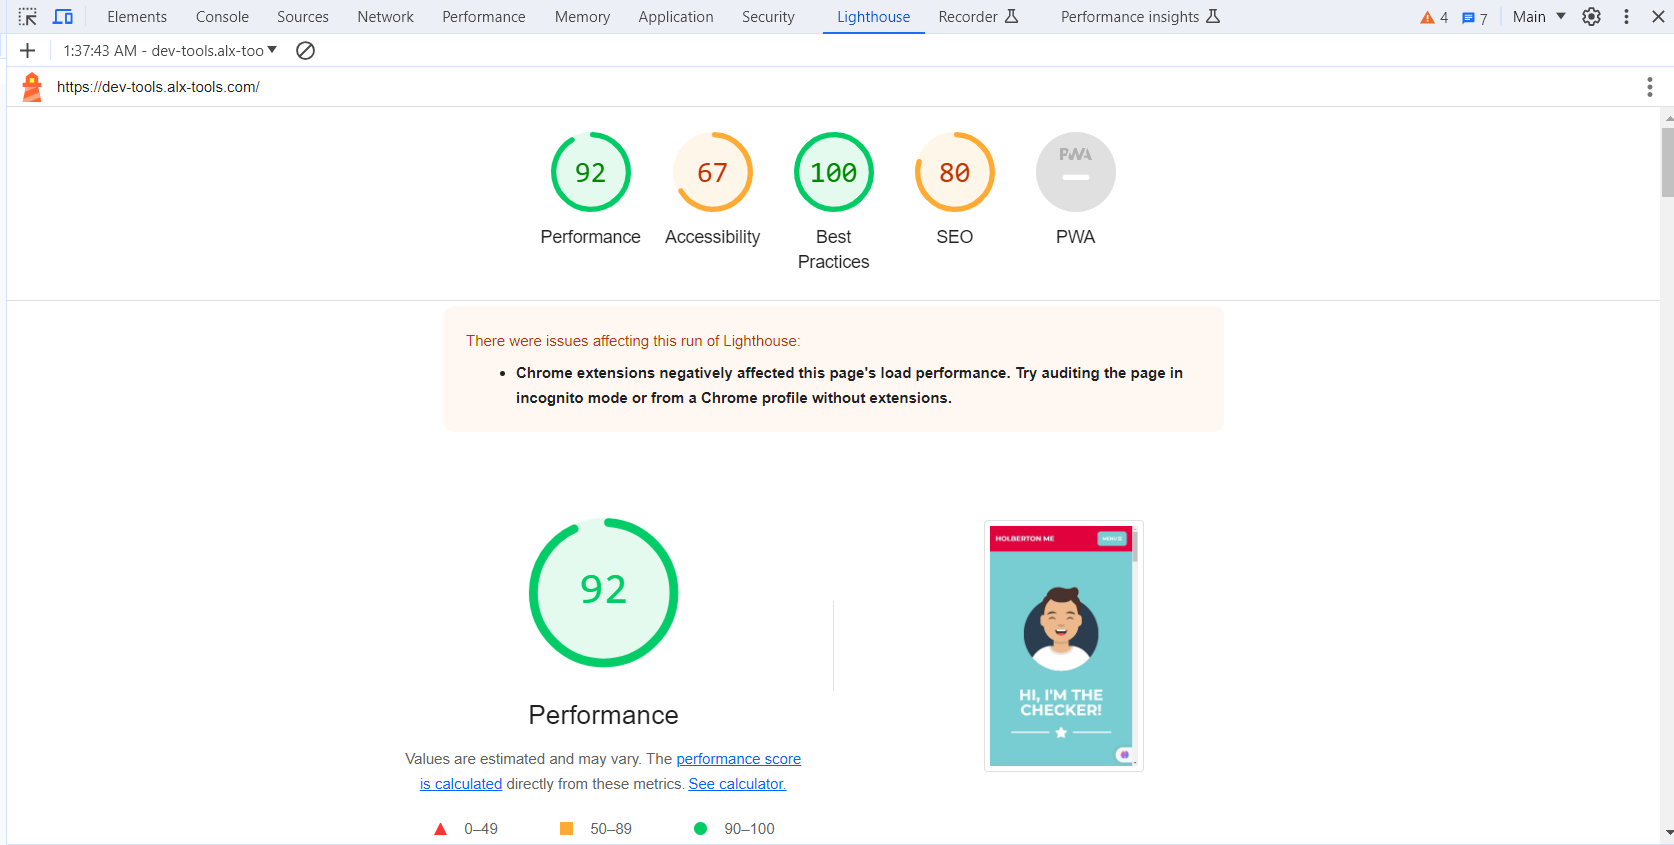 Elements Console Sources Network Performance Memory Application Security Lighthouse Recorder Performance insights 4 7 Main
1:37:43 AM - dev-tools.alx-too
https://dev-tools.alx-tools.com/
92 67 100 80 PWA
Performance Accessibility Best Practices SEO PWA
There were issues affecting this run of Lighthouse:
• Chrome extensions negatively affected this page's load performance. Try auditing the page in
incognito mode or from a Chrome profile without extensions.
92
Performance
Values are estimated and may vary. The performance score
is calculated directly from these metrics. See calculator.
0–49 50–89 90–100
HOLBERTON ME MENU
HI, I'M THE
CHECKER!